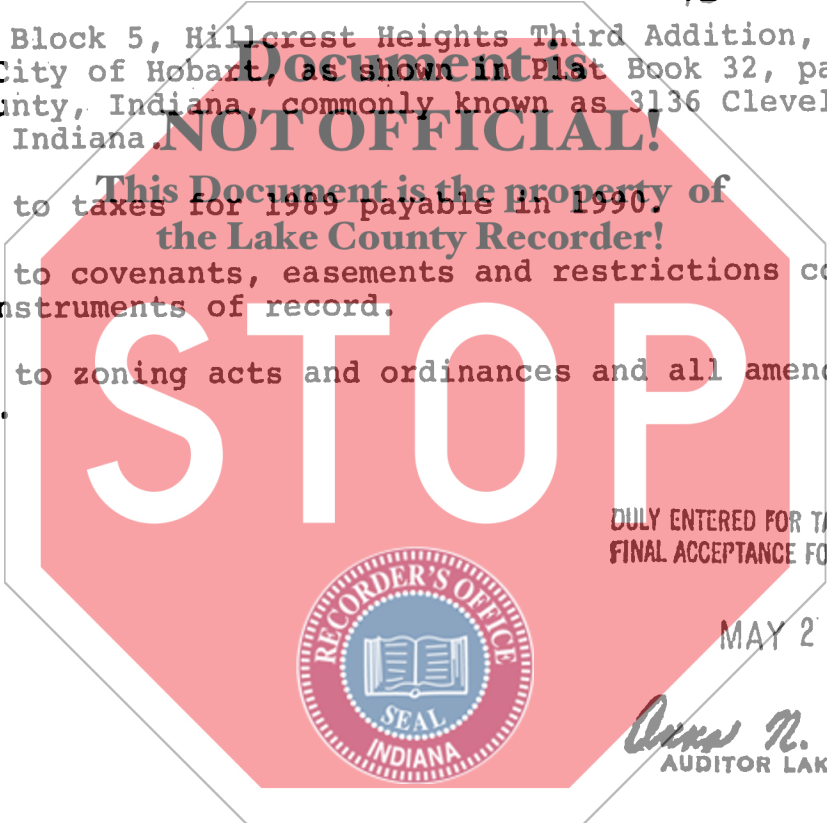 Block 5, Hillcrest Heights Third Addition,
Document is
City of Hobart, as shown in Plat Book 32, pa
unty, Indiana, commonly known as 3136 Clevel
NOT OFFICIAL!
Indiana.
This Document is the property of
to taxes for 1989 payable in 1990.
the Lake County Recorder!
to covenants, easements and restrictions co
nstruments of record.
STOP
to zoning acts and ordinances and all amend
DULY ENTERED FOR TA
FINAL ACCEPTANCE FO
RECORDER'S OFFICE
MAY 2
SEAL
INDIANA
N.
AUDITOR LAK